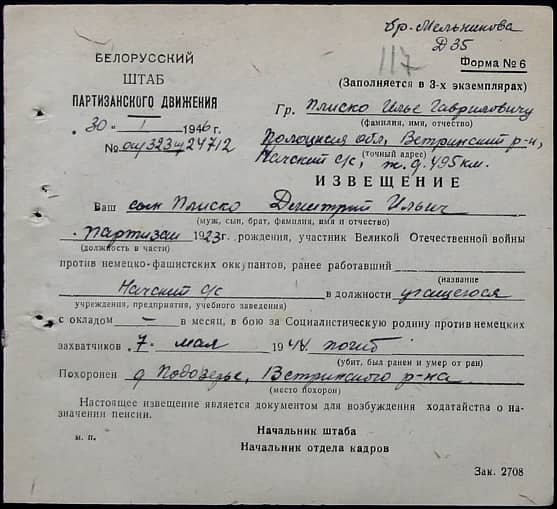 бр. Мельникова
Д 35
117
БЕЛОРУССКИЙ
ШТАБ
ПАРТИЗАНСКОГО ДВИЖЕНИЯ
Форма № 6
(Заполняется в 3-х экземплярах)
30 I 1946 г.
Гр. Плиско Илье Гавриловичу
(фамилия, имя, отчество)
№ 24712
Полоцкая обл, Ветринский р-н,
Начский с/с, ж.д. 495 км.
(точный адрес)
ИЗВЕЩЕНИЕ
Ваш сын Плиско Дмитрий Ильич
(муж, сын, брат, фамилия, имя и отчество)
партизан 1923 г. рождения, участник Великой Отечественной войны
(должность в части)
против немецко-фашистских оккупантов, ранее работавший
(название
Начский с/с в должности учащегося
учреждения, предприятия, учебного заведения)
с окладом – в месяц, в бою за Социалистическую родину против немецких
захватчиков 7 мая 1944. погиб
(убит, был ранен и умер от ран)
Похоронен д Подозерье, Ветринского р-на
(место похорон)
Настоящее извещение является документом для возбуждения ходатайства о на-
значении пенсии.
Начальник штаба
м. п.
Начальник отдела кадров
Зак. 2708